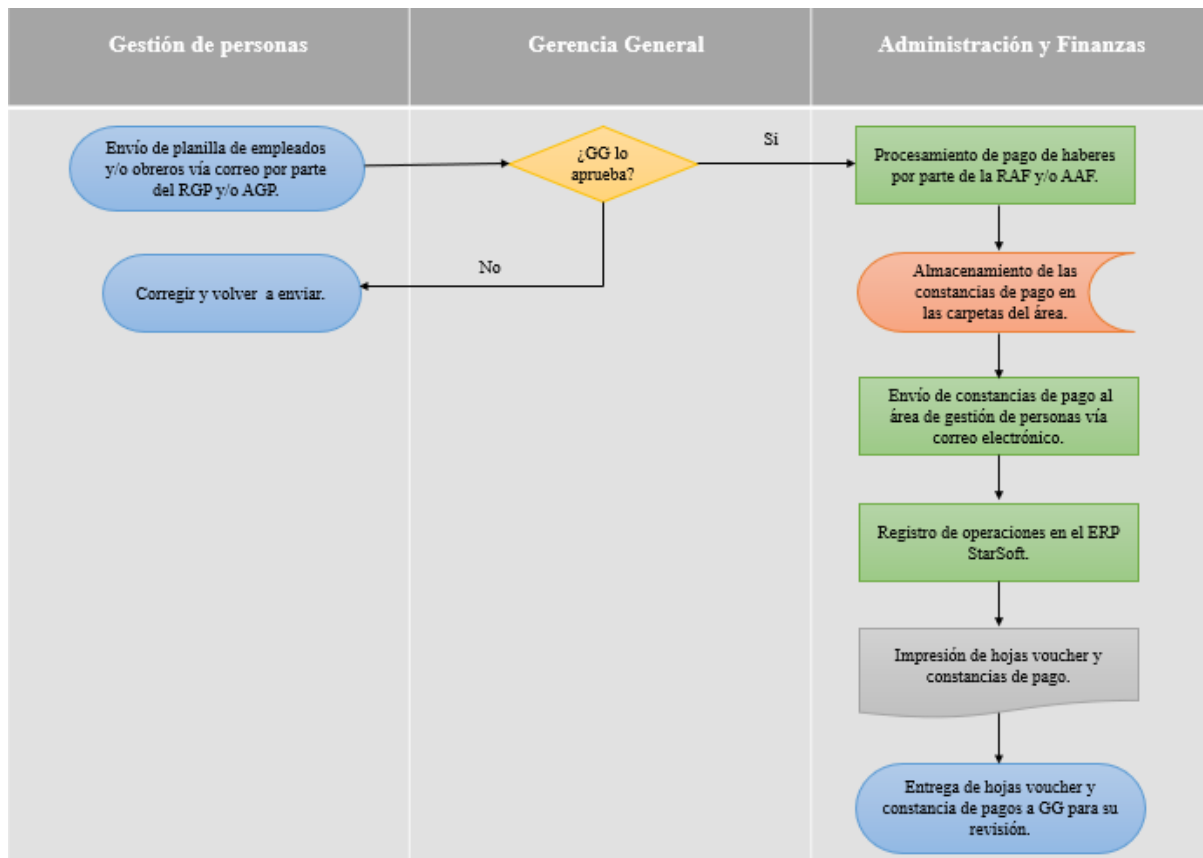 Gestión de personas
Gerencia General
Administración y Finanzas
Envío de planilla de empleados
y/o obreros vía correo por parte
del RGP y/o AGP.
¿GG lo
aprueba?
Si
Procesamiento de pago de haberes
por parte de la RAF y/o AAF.
No
Corregir y volver a enviar.
Almacenamiento de las
constancias de pago en
las carpetas del área.
Envío de constancias de pago al
área de gestión de personas vía
correo electrónico.
Registro de operaciones en el ERP
StarSoft.
Impresión de hojas voucher y
constancias de pago.
Entrega de hojas voucher y
constancia de pagos a GG para su
revisión.